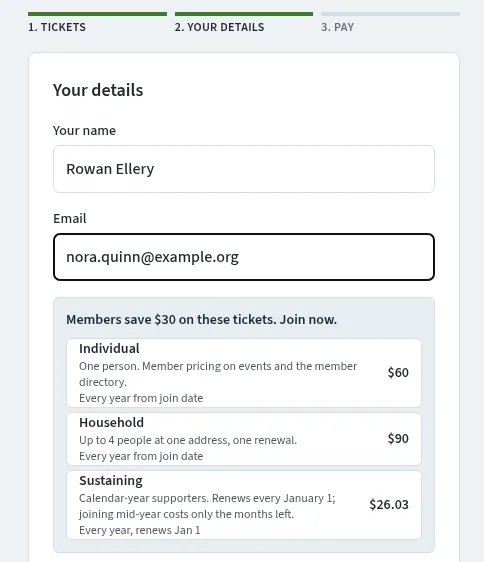 1. TICKETS
2. YOUR DETAILS
3. PAY
Your details
Your name
Rowan Ellery
Email
nora.quinn@example.org
Members save $30 on these tickets. Join now.
Individual
One person. Member pricing on events and the member
directory.
Every year from join date
$60
Household
Up to 4 people at one address, one renewal.
Every year from join date
$90
Sustaining
Calendar-year supporters. Renews every January 1;
joining mid-year costs only the months left.
Every year, renews Jan 1
$26.03